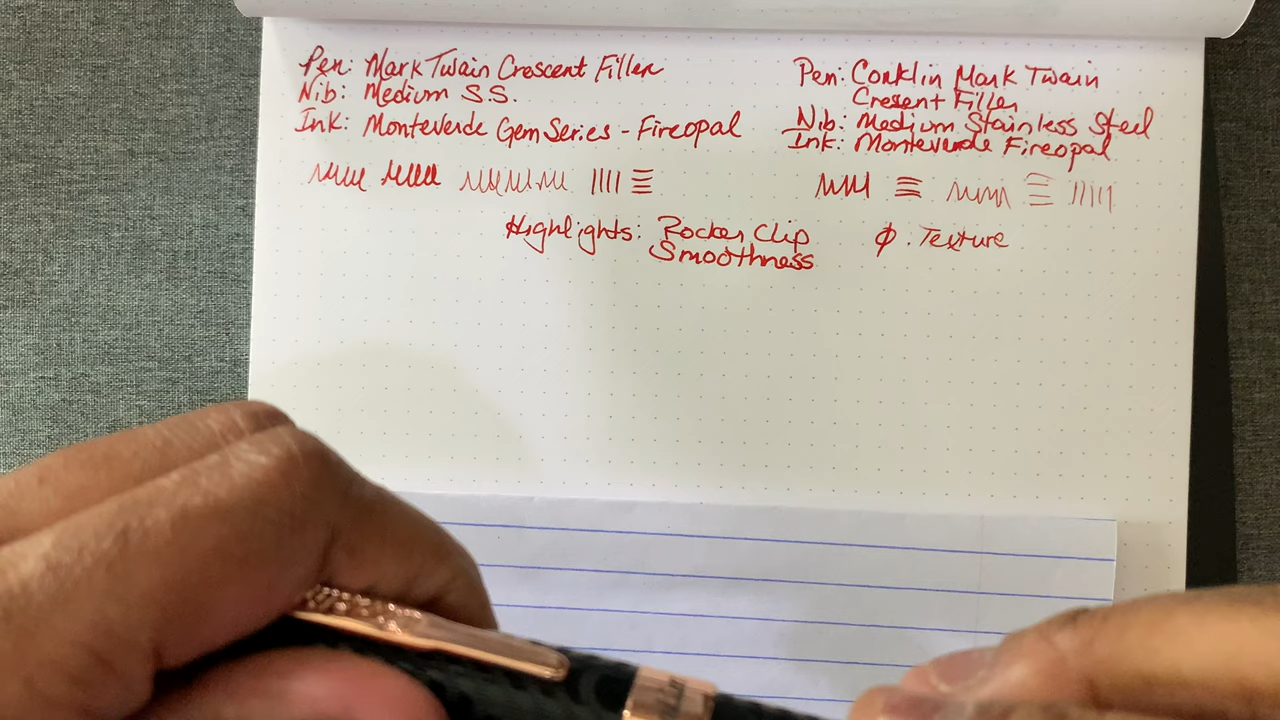 Pen: Mark Twain Crescent Filler
Nib: Medium S.S.
Ink: Monteverde Gem Series - Fireopal
Pen: Conklin Mark Twain
Cresent Filler
Nib: Medium Stainless Steel
Ink: Monteverde Fireopal
Highlights: Rocker Clip
Smoothness
φ: Texture